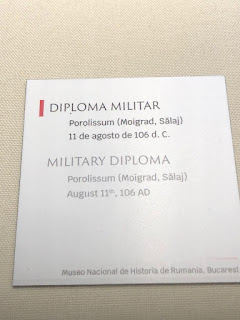 DIPLOMA MILITAR
Porolissum (Moigrad, Sălaj)
11 de agosto de 106 d. C.
MILITARY DIPLOMA
Porolissum (Moigrad, Sălaj)
August 11th, 106 AD
Museo Nacional de Historia de Rumanía, Bucarest